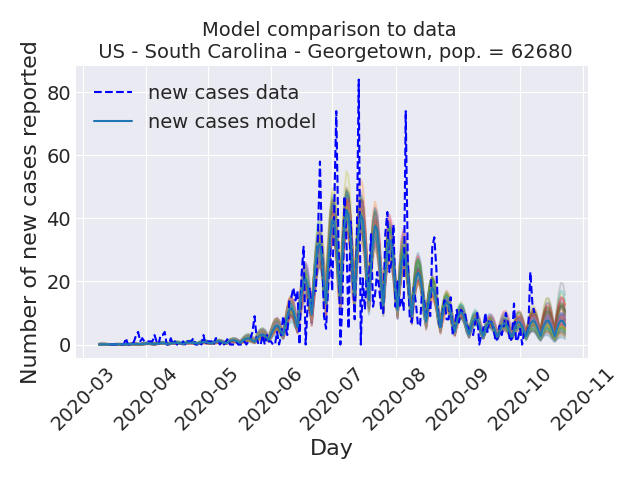 Model comparison to data
US - South Carolina - Georgetown, pop. = 62680
Number of new cases reported
80
60
40
20
0
new cases data
new cases model
2020-03
2020-04
2020-05
2020-06
2020-07
2020-08
2020-09
2020-10
2020-11
Day